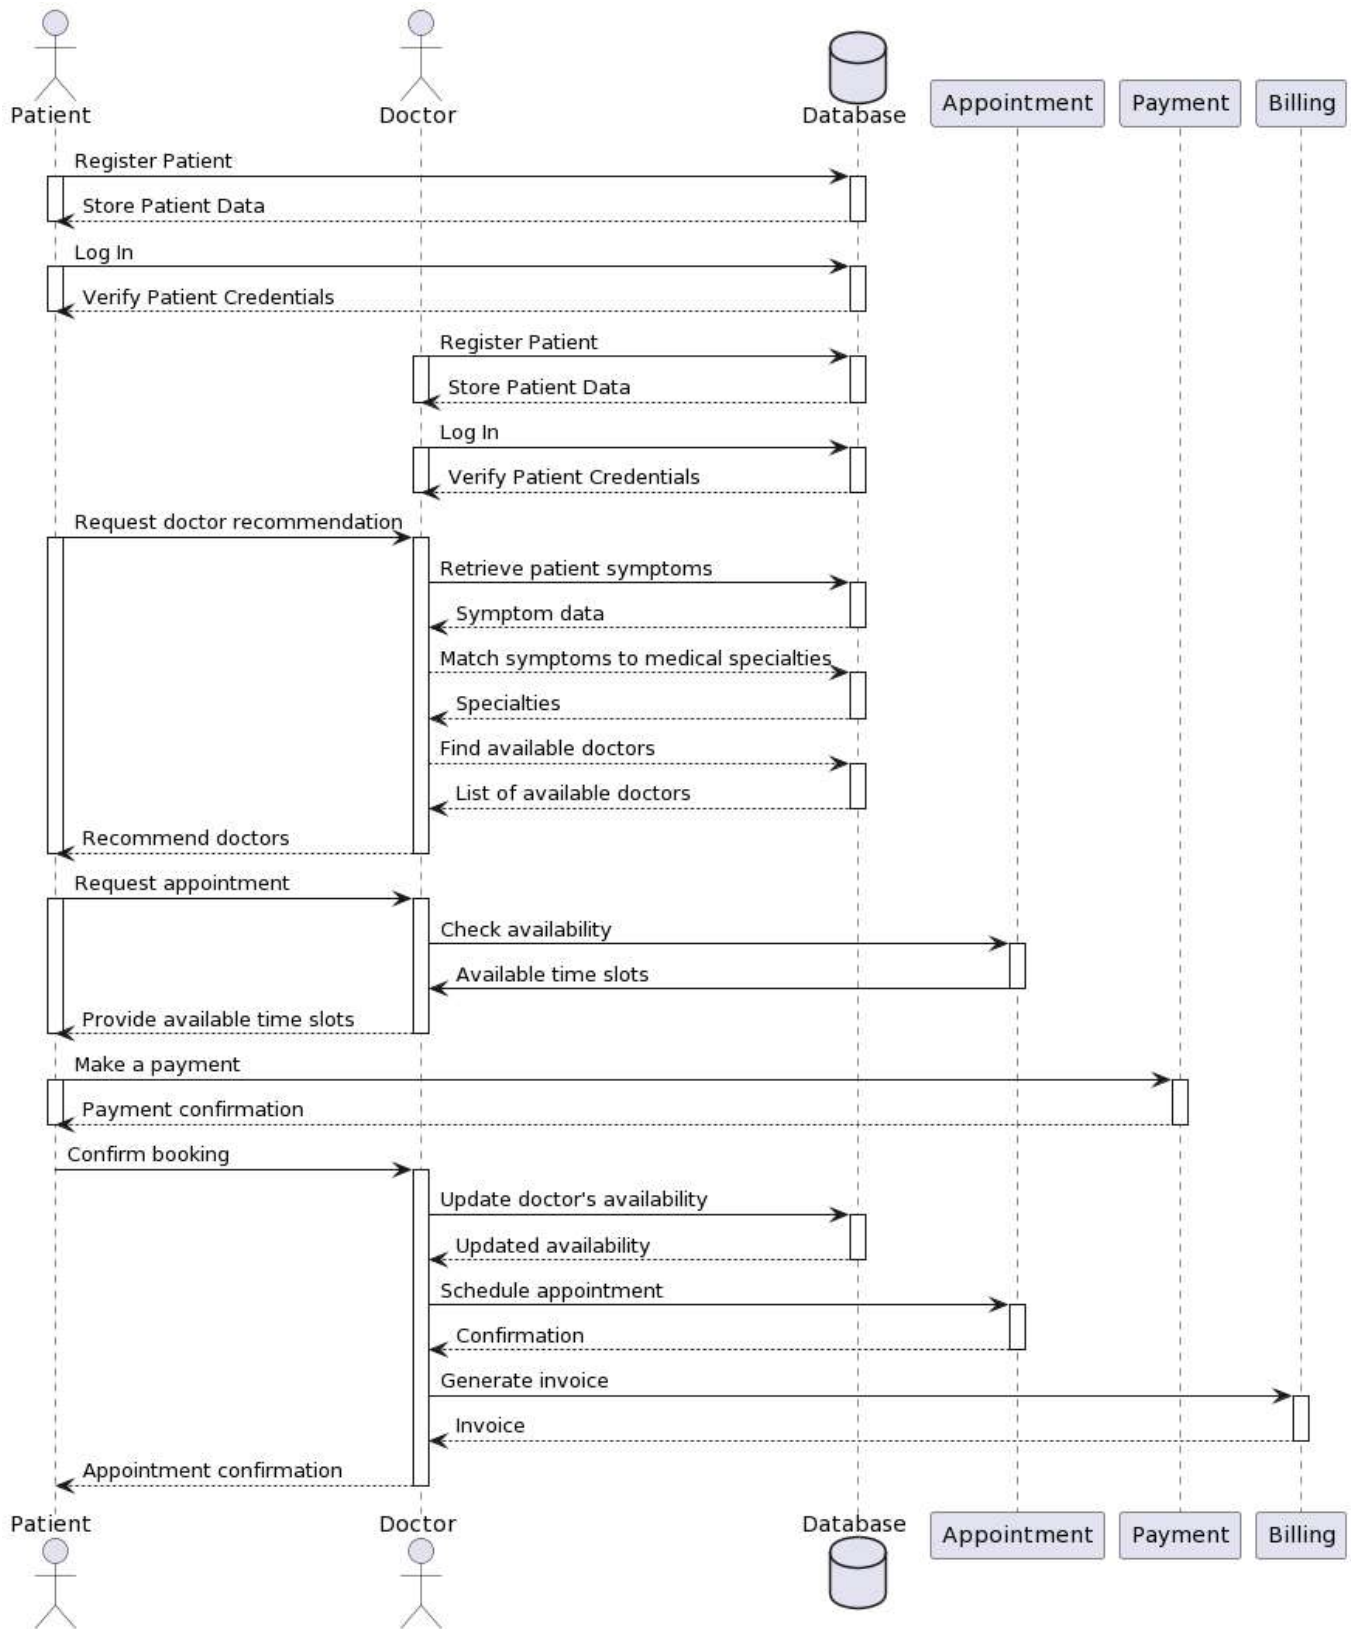 Patient
Doctor
Database
Appointment
Payment
Billing
Register Patient
Store Patient Data
Log In
Verify Patient Credentials
Register Patient
Store Patient Data
Log In
Verify Patient Credentials
Request doctor recommendation
Retrieve patient symptoms
Symptom data
Match symptoms to medical specialties
Specialties
Find available doctors
List of available doctors
Recommend doctors
Request appointment
Check availability
Available time slots
Provide available time slots
Make a payment
Payment confirmation
Confirm booking
Update doctor's availability
Updated availability
Schedule appointment
Confirmation
Generate invoice
Invoice
Appointment confirmation
Patient
Doctor
Database
Appointment
Payment
Billing